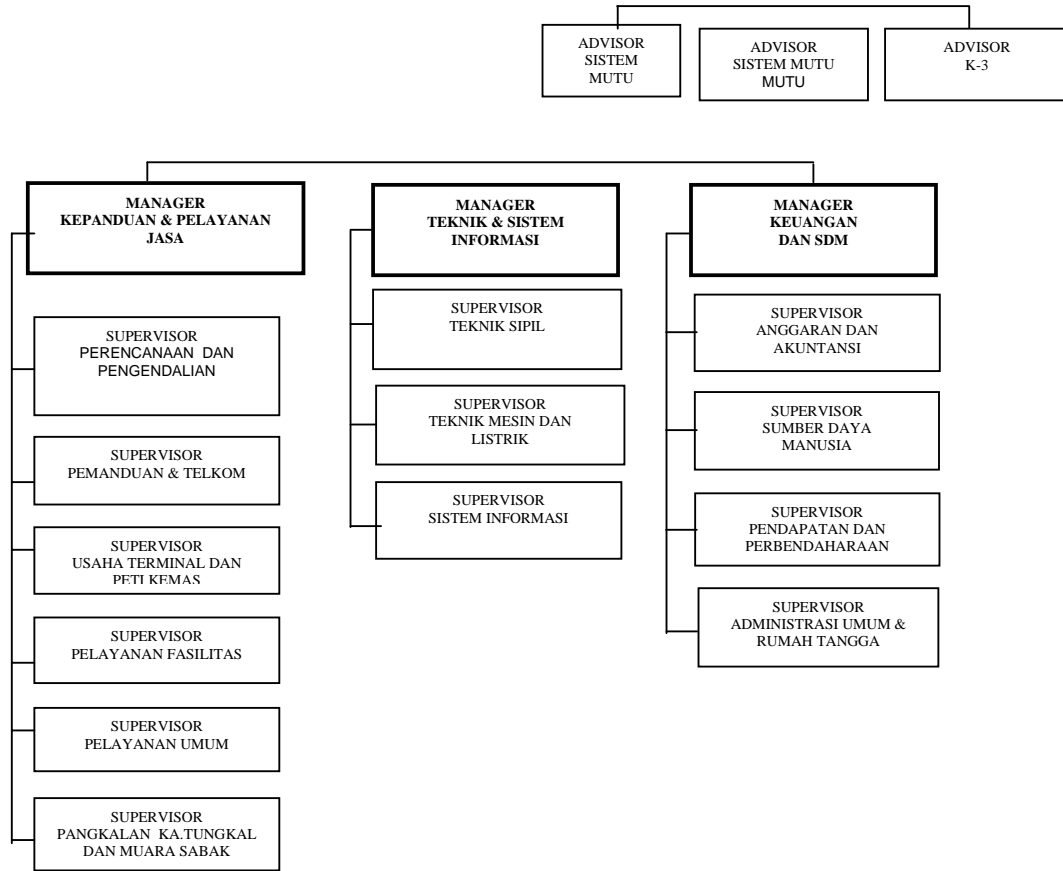 ADVISOR
SISTEM
MUTU
ADVISOR
SISTEM MUTU
MUTU
ADVISOR
K-3
MANAGER
KEPANDUAN & PELAYANAN
JASA
MANAGER
TEKNIK & SISTEM
INFORMASI
MANAGER
KEUANGAN
DAN SDM
SUPERVISOR
PERENCANAAN DAN
PENGENDALIAN
SUPERVISOR
PEMANDUAN & TELKOM
SUPERVISOR
USAHA TERMINAL DAN
PETI KEMAS
SUPERVISOR
PELAYANAN FASILITAS
SUPERVISOR
PELAYANAN UMUM
SUPERVISOR
PANGKALAN KA.TUNGKAL
DAN MUARA SABAK
SUPERVISOR
TEKNIK SIPIL
SUPERVISOR
TEKNIK MESIN DAN
LISTRIK
SUPERVISOR
SISTEM INFORMASI
SUPERVISOR
ANGGARAN DAN
AKUNTANSI
SUPERVISOR
SUMBER DAYA
MANUSIA
SUPERVISOR
PENDAPATAN DAN
PERBENDAHARAAN
SUPERVISOR
ADMINISTRASI UMUM &
RUMAH TANGGA